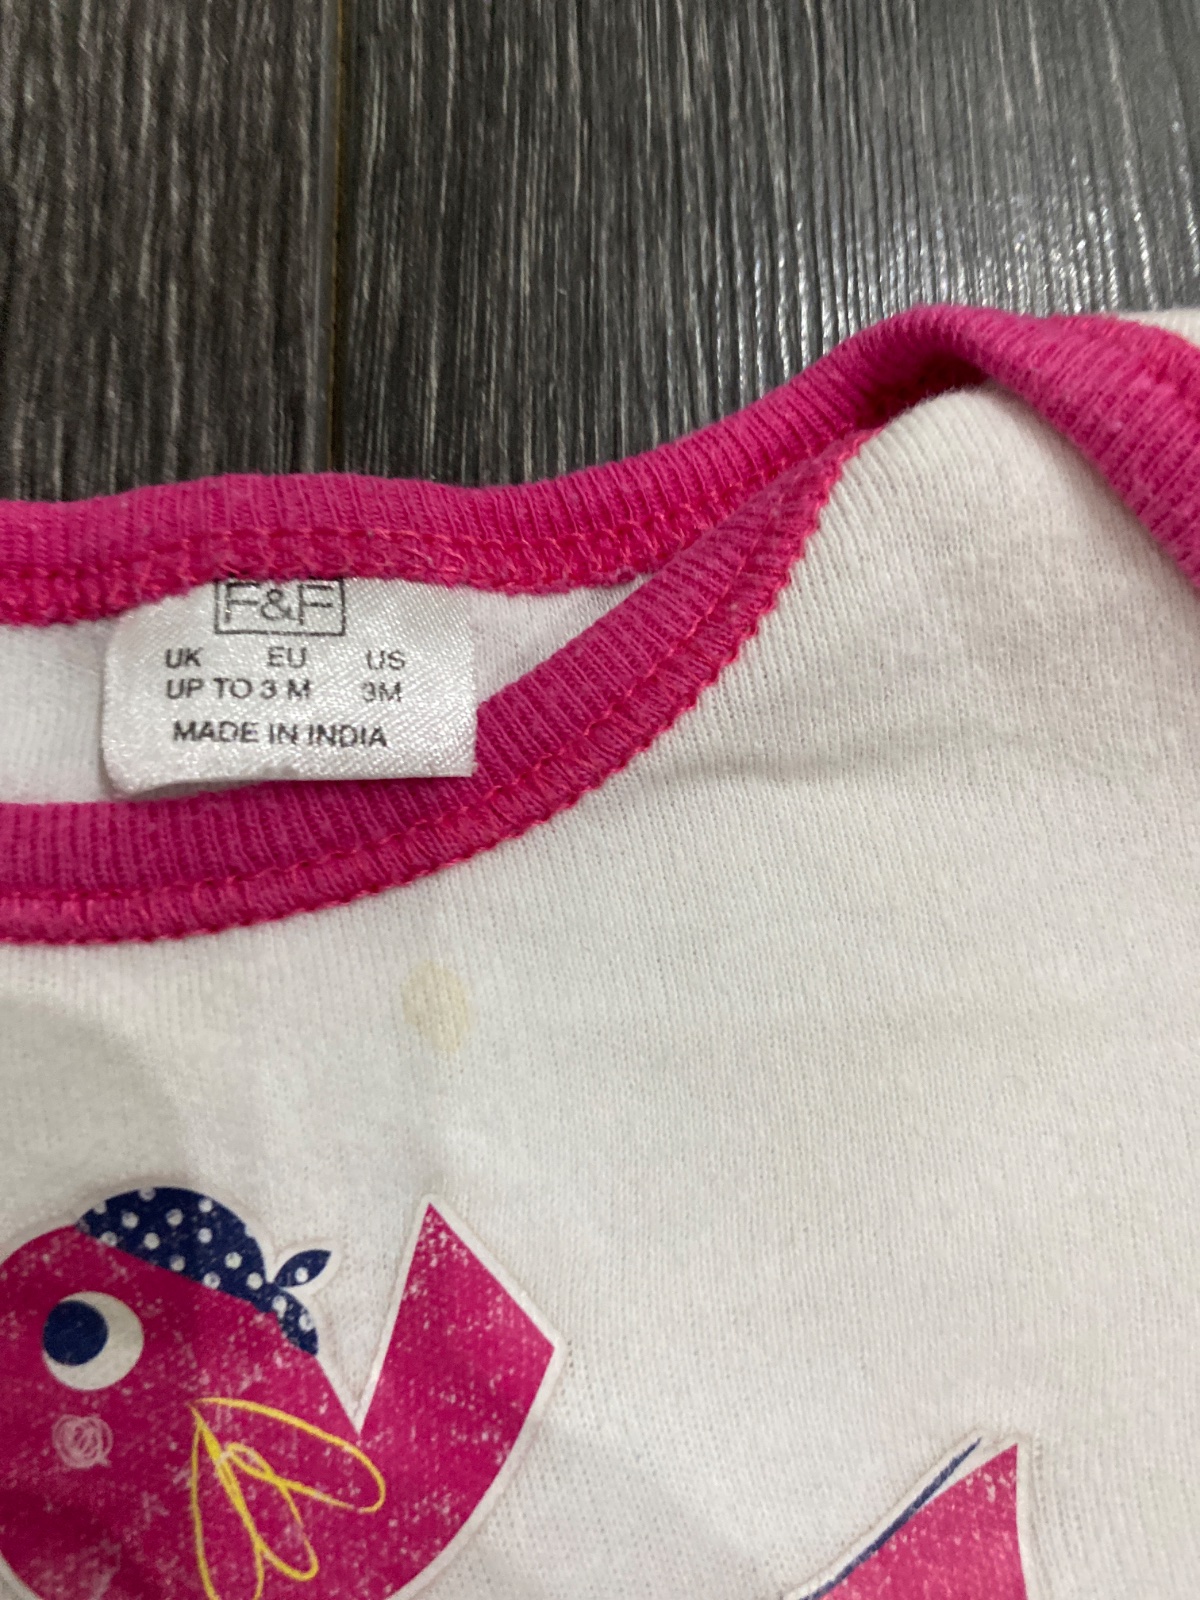 F&F
UK EU US
UP TO 3 M 3M
MADE IN INDIA